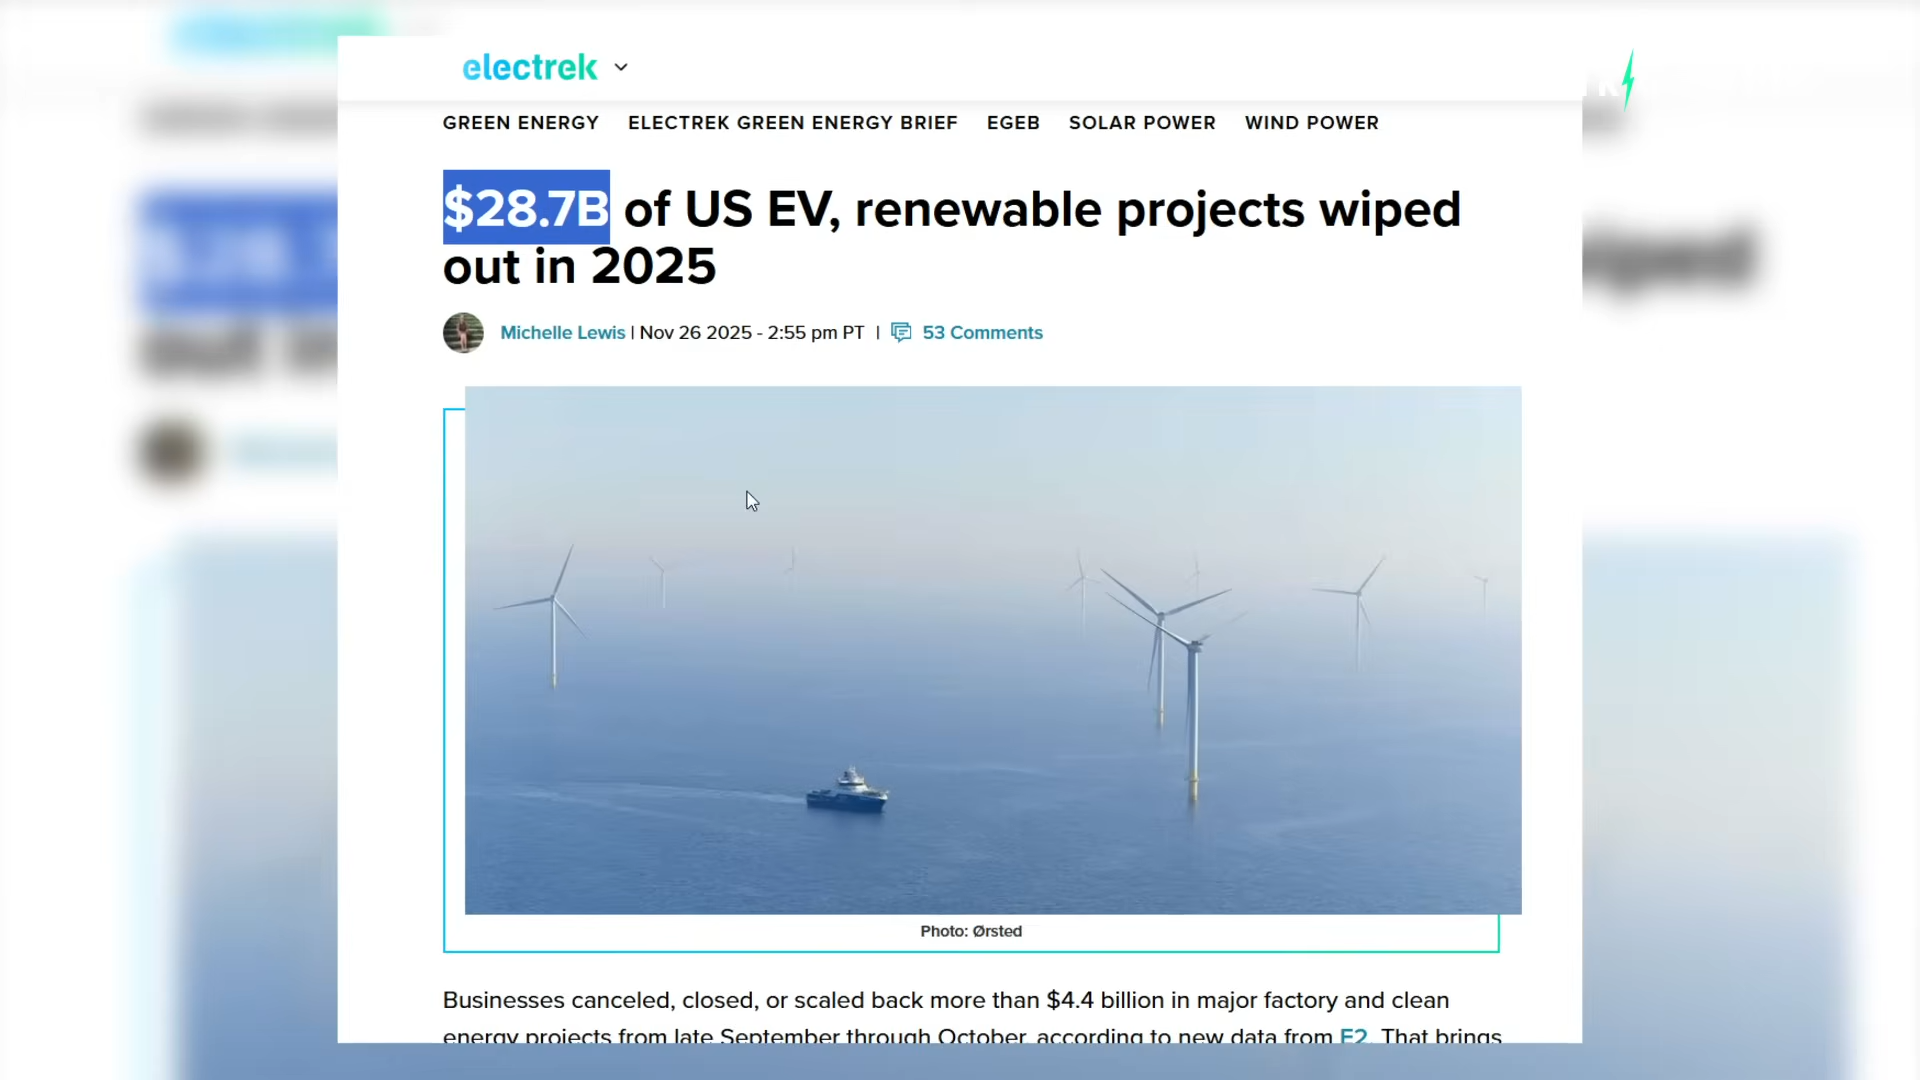 electrek
GREEN ENERGY ELECTREK GREEN ENERGY BRIEF EGEB SOLAR POWER WIND POWER
$28.7B of US EV, renewable projects wiped
out in 2025
Michelle Lewis | Nov 26 2025 - 2:55 pm PT | 53 Comments
Photo: Ørsted
Businesses canceled, closed, or scaled back more than $4.4 billion in major factory and clean
energy projects from late September through October, according to new data from E2. That brings